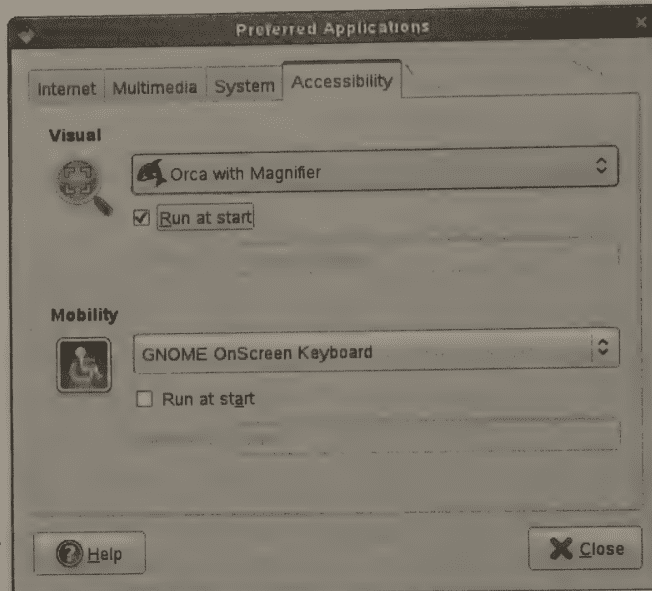 Preferred Applications
Internet Multimedia System Accessibility
Visual
Orca with Magnifier
Run at start
Mobility
GNOME OnScreen Keyboard
Run at start
Help Close